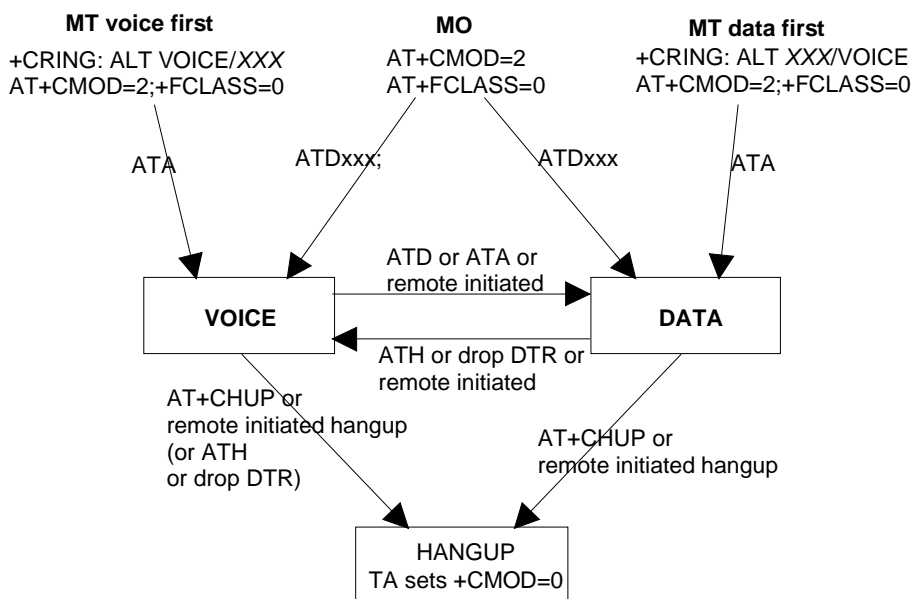 MT voice first
+CRING: ALT VOICE/XXX
AT+CMOD=2;+FCLASS=0
MO
AT+CMOD=2
AT+FCLASS=0
MT data first
+CRING: ALT XXX/VOICE
AT+CMOD=2;+FCLASS=0
ATA
ATDxxx;
ATDxxx
ATA
ATD or ATA or
remote initiated
VOICE
DATA
ATH or drop DTR or
remote initiated
AT+CHUP or
remote initiated hangup
(or ATH
or drop DTR)
AT+CHUP or
remote initiated hangup
HANGUP
TA sets +CMOD=0